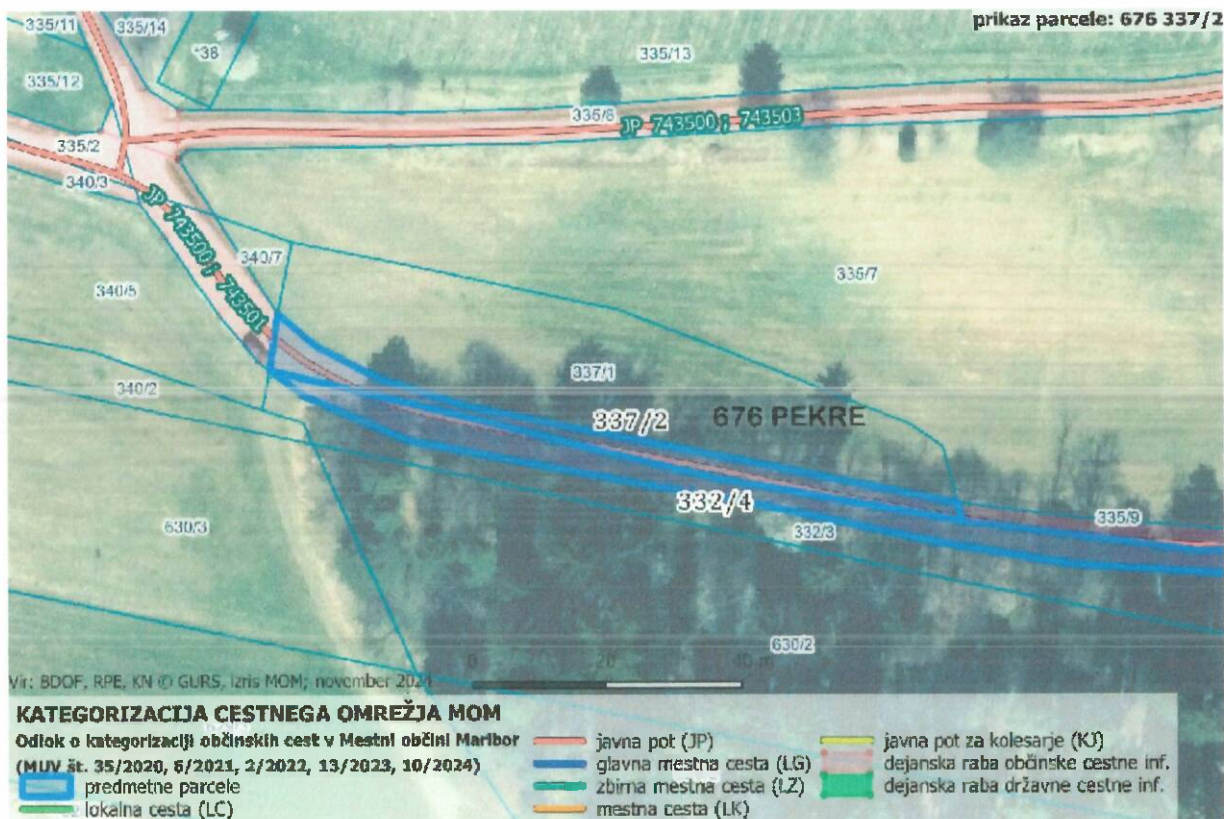 prikaz parcele: 676 337/2
335/11
335/14
*38
335/13
335/12
335/6
JP 743500 ; 743503
335/2
340/3
JP 743500 ; 743501
340/7
335/7
340/5
340/2
337/1
337/2
676 PEKRE
332/4
630/3
332/3
335/9
630/2
0 20 40 m
Vir: BDOF, RPE, KN © GURS, izris MOM; november 2024
KATEGORIZACIJA CESTNEGA OMREŽJA MOM
Odlok o kategorizaciji občinskih cest v Mestni občini Maribor
(MUV št. 35/2020, 6/2021, 2/2022, 13/2023, 10/2024)
predmetne parcele
lokalna cesta (LC)
javna pot (JP)
glavna mestna cesta (LG)
zbirna mestna cesta (LZ)
mestna cesta (LK)
javna pot za kolesarje (KJ)
dejanska raba občinske cestne inf.
dejanska raba državne cestne inf.